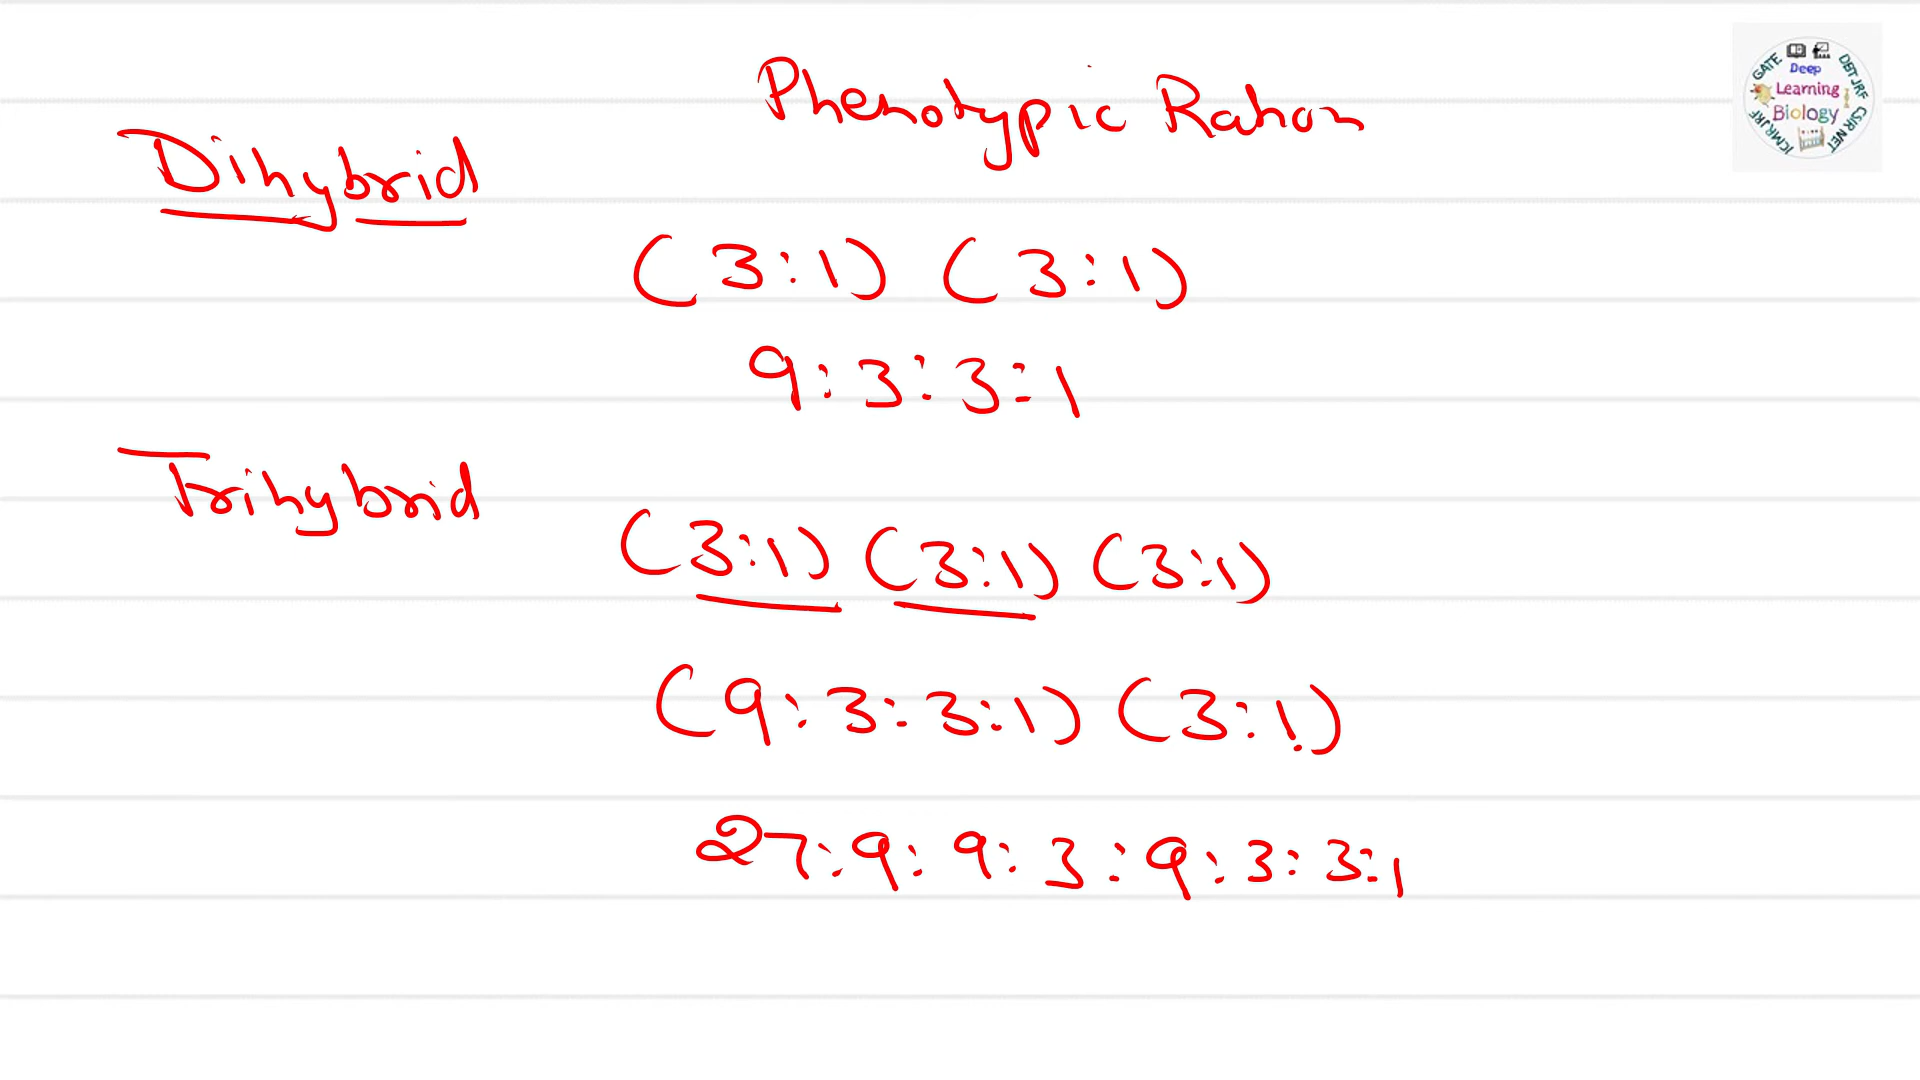 Phenotypic Ration
Dihybrid
(3:1) (3:1)
9:3:3:1
Trihybrid
(3:1) (3:1) (3:1)
(9:3:3:1) (3:1)
27:9:9:3:9:3:3:1
GATE DBT JRF CSIR NET ICMR JRF
Deep
Learning
Biology